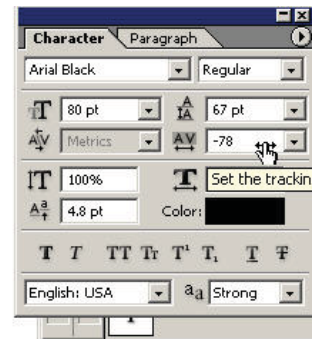 Character Paragraph
Arial Black Regular
80 pt 67 pt
Metrics -78
100% Set the trackin
4.8 pt Color:
T T TT Tt T¹ T₁ T T
English: USA aa Strong
T